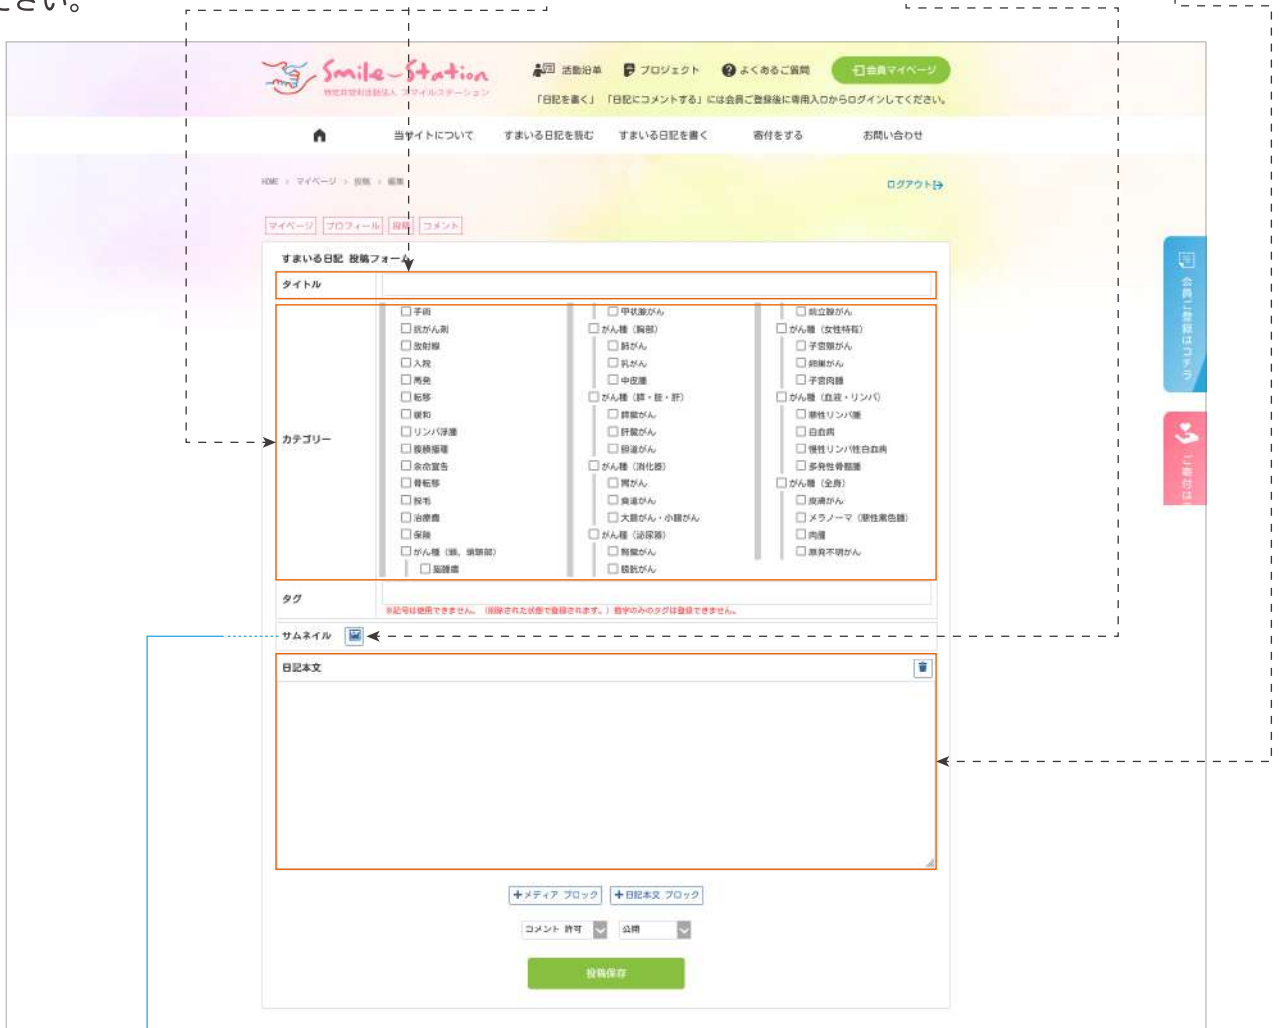 ださい。
Smile-Station
特定非営利活動法人 スマイルステーション
活動沿革 プロジェクト よくあるご質問 会員マイページ
「日記を書く」「日記にコメントする」には会員ご登録後に専用入口からログインしてください。
当サイトについて すまいる日記を読む すまいる日記を書く 寄付をする お問い合わせ
HOME > マイページ > 投稿 > 編集
ログアウト
マイページ プロフィール 投稿 コメント
すまいる日記 投稿フォーム
タイトル
カテゴリー
手術
抗がん剤
放射線
入院
再発
転移
緩和
リンパ浮腫
腹膜播種
余命宣告
骨転移
脱毛
治療費
保険
がん種（頭、頭頸部）
脳腫瘍
甲状腺がん
がん種（胸部）
肺がん
乳がん
中皮腫
がん種（膵・胆・肝）
膵臓がん
肝臓がん
胆道がん
がん種（消化器）
胃がん
食道がん
大腸がん・小腸がん
がん種（泌尿器）
腎臓がん
膀胱がん
前立腺がん
がん種（女性特有）
子宮頸がん
卵巣がん
子宮肉腫
がん種（血液・リンパ）
悪性リンパ腫
白血病
慢性リンパ性白血病
多発性骨髄腫
がん種（全身）
皮膚がん
メラノーマ（悪性黒色腫）
肉腫
原発不明がん
タグ
※記号は使用できません。（削除された状態で登録されます。）数字のみのタグは登録できません。
サムネイル
日記本文
+メディア ブロック +日記本文 ブロック
コメント 許可 公開
投稿保存
会員ご登録はコチラ
ご寄付は